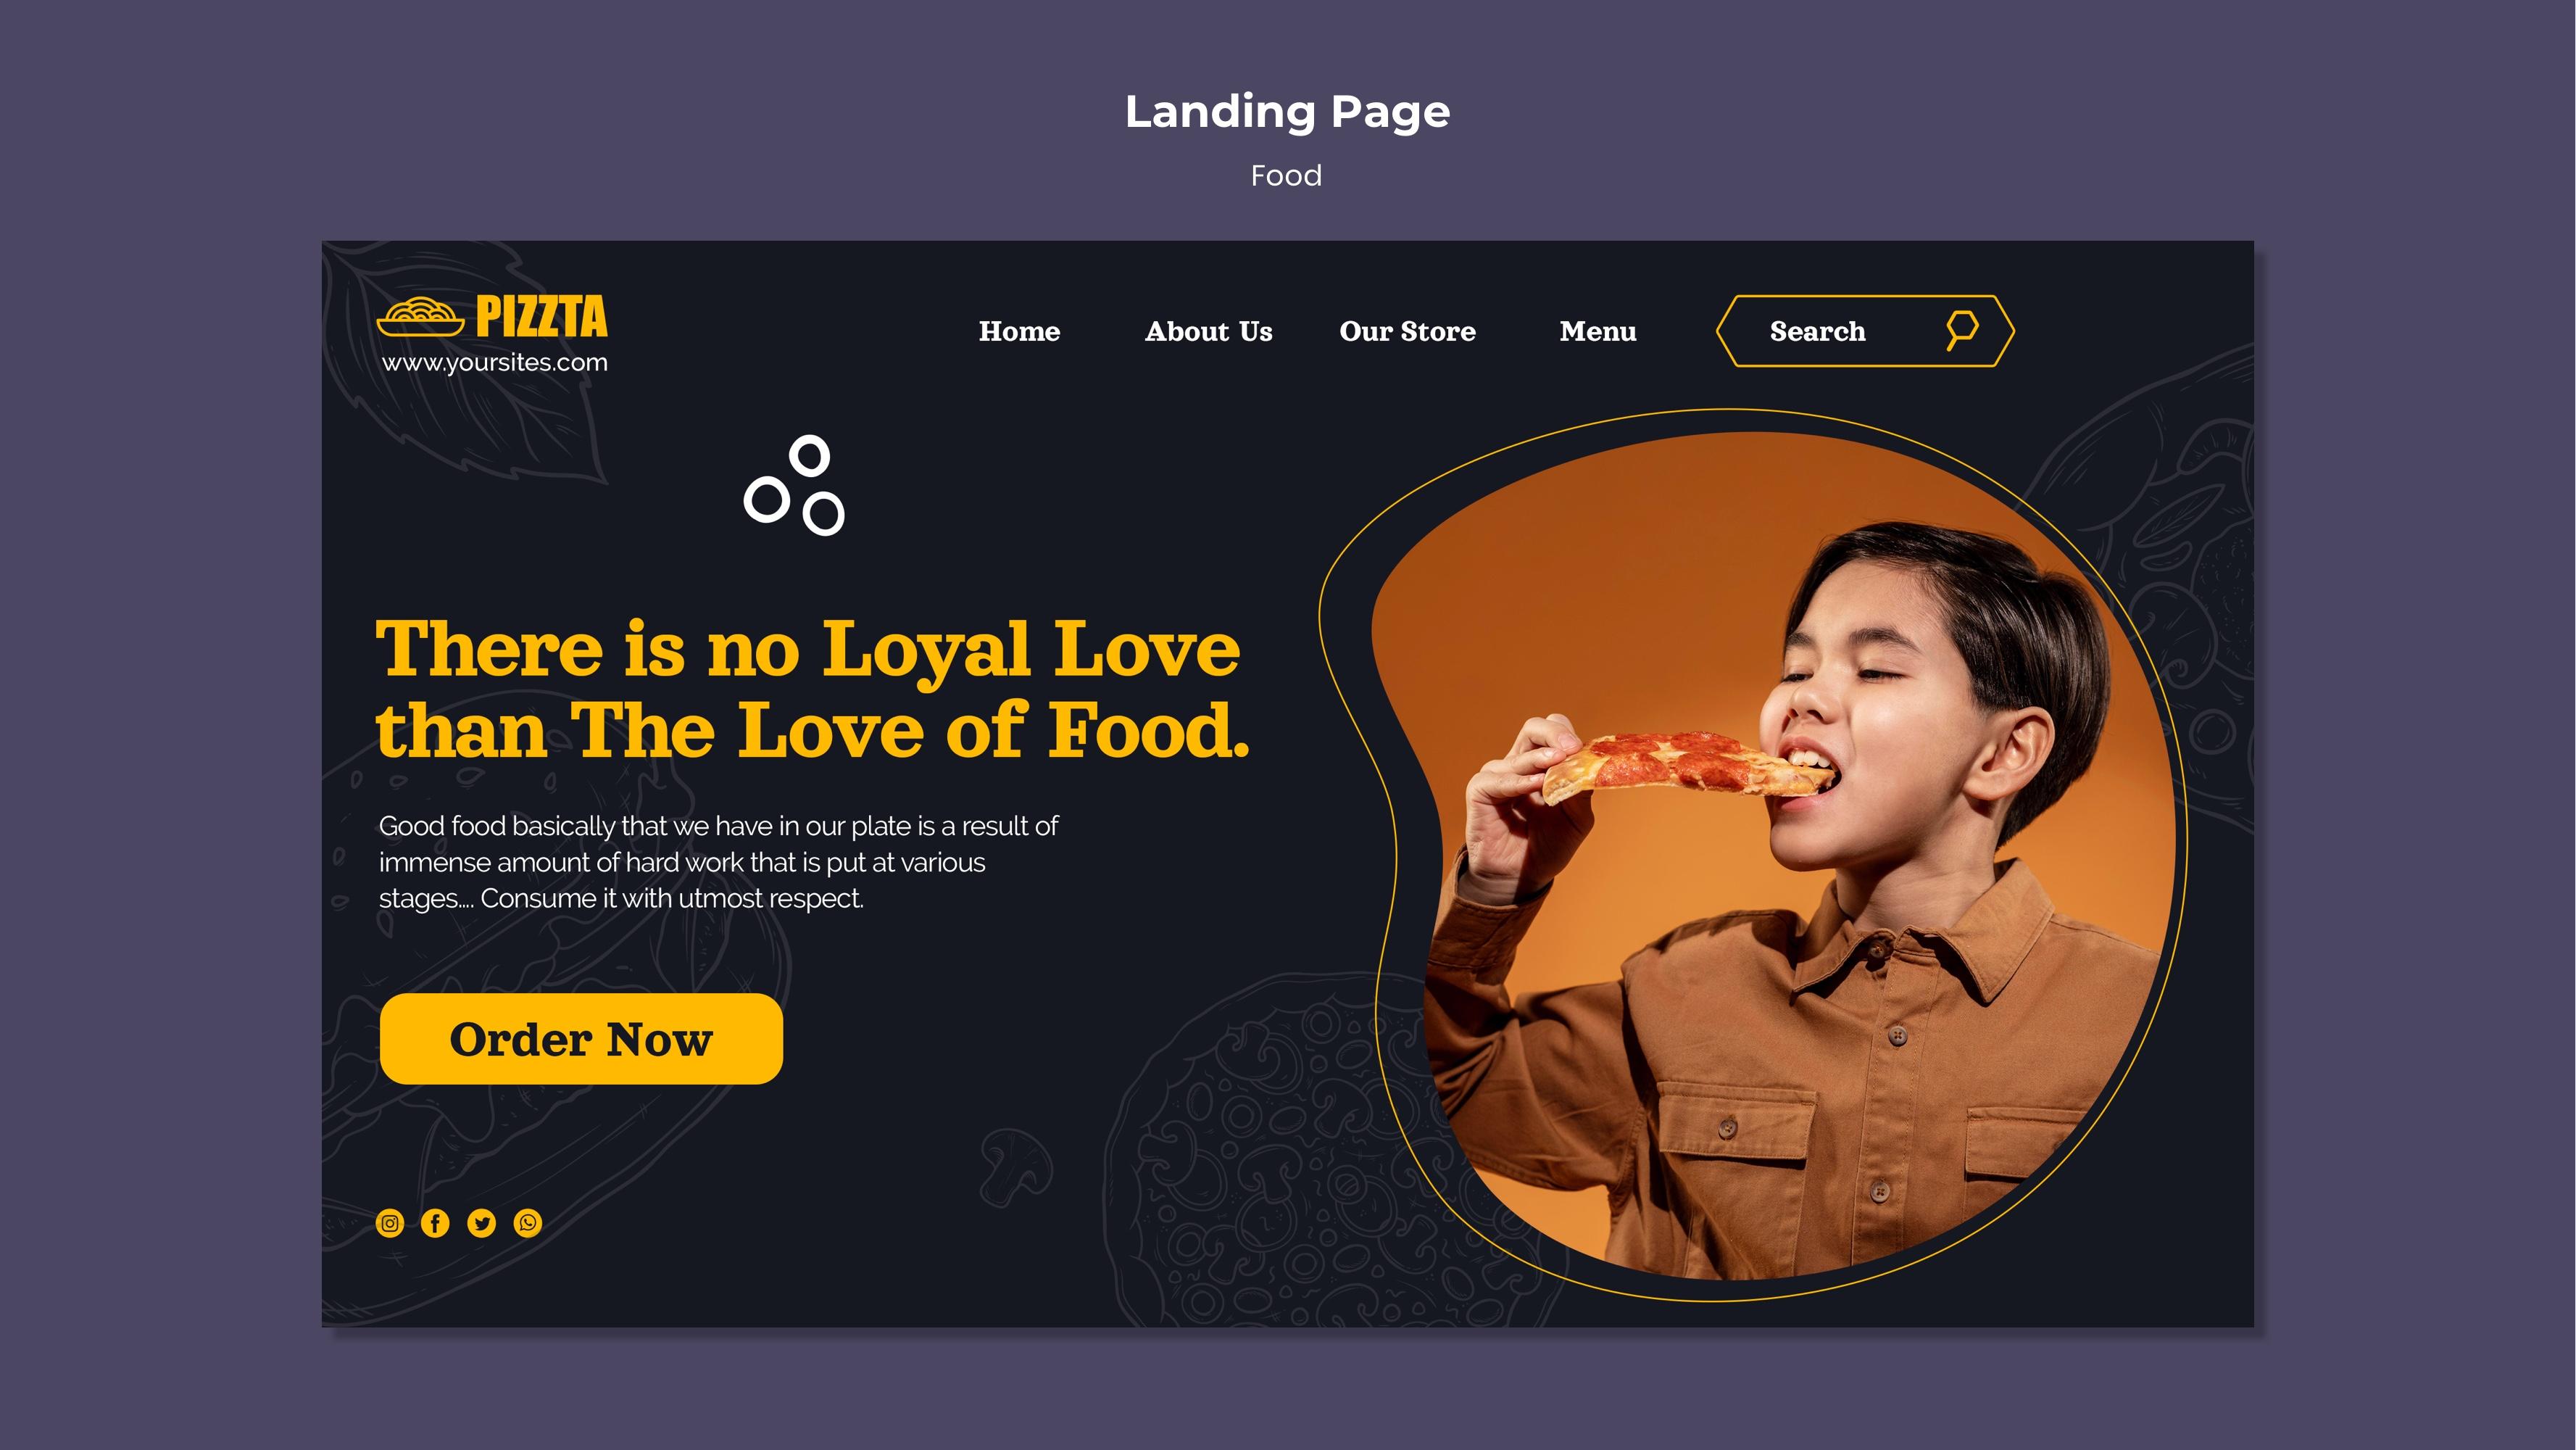 Landing Page
Food
PIZZTA
www.yoursites.com
Home
About Us
Our Store
Menu
Search
There is no Loyal Love
than The Love of Food.
Good food basically that we have in our plate is a result of
immense amount of hard work that is put at various
stages.... Consume it with utmost respect.
Order Now